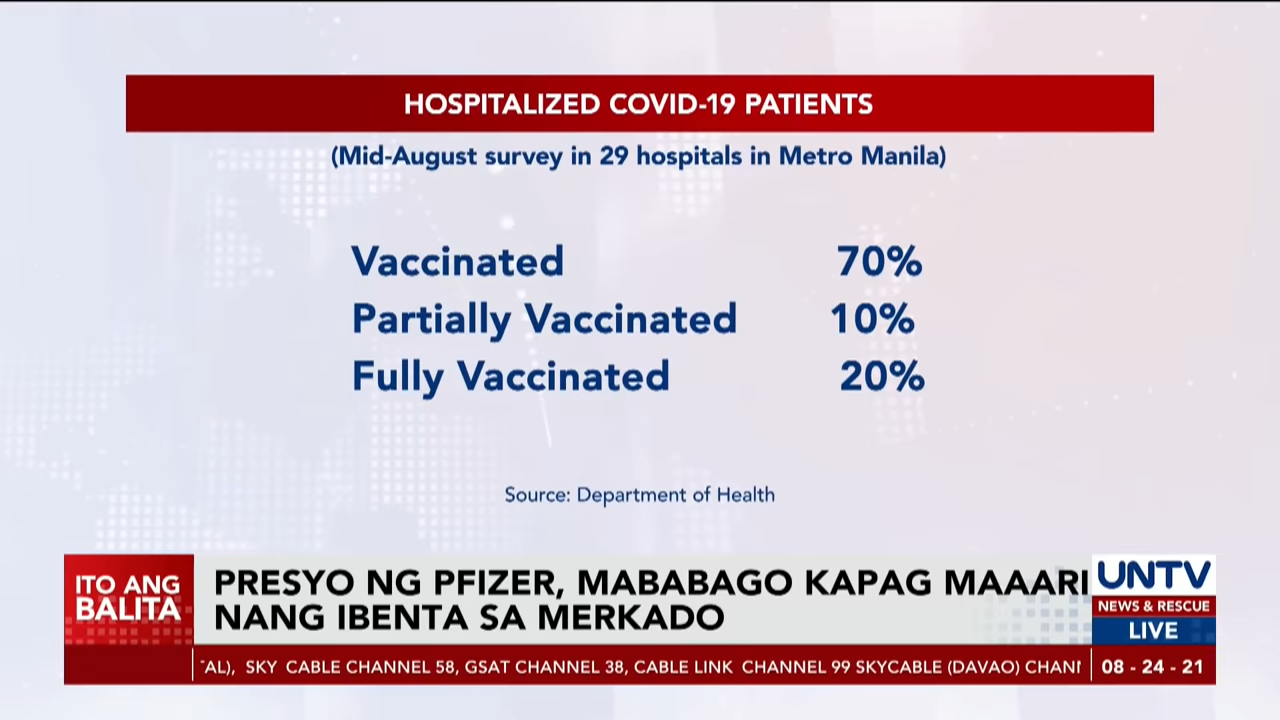 HOSPITALIZED COVID-19 PATIENTS
(Mid-August survey in 29 hospitals in Metro Manila)
Vaccinated 70%
Partially Vaccinated 10%
Fully Vaccinated 20%
Source: Department of Health
ITO ANG
BALITA
PRESYO NG PFIZER, MABABAGO KAPAG MAAARI
NANG IBENTA SA MERKADO
UNTV
NEWS & RESCUE
LIVE
AL), SKY CABLE CHANNEL 58, GSAT CHANNEL 38, CABLE LINK CHANNEL 99 SKYCABLE (DAVAO) CHAN
08 - 24 - 21